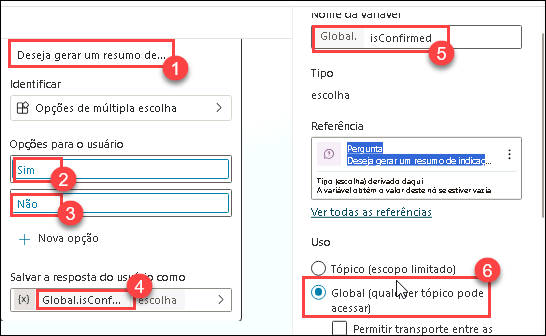 Deseja gerar um resumo de...
1
Identificar
Opções de múltipla escolha
Opções para o usuário
Sim
2
Não
3
Nova opção
Salvar a resposta do usuário como
4
{x} Global.isConf... escolha
Nome da variável
Global. isConfirmed
5
Tipo
escolha
Referência
Pergunta
Deseja gerar um resumo de indicaç...
Tipo (escolha) derivado daqui
A variável obtém o valor deste nó se estiver vazia
Ver todas as referências
Uso
6
Tópico (escopo limitado)
Global (qualquer tópico pode
acessar)
Permitir transporte entre as